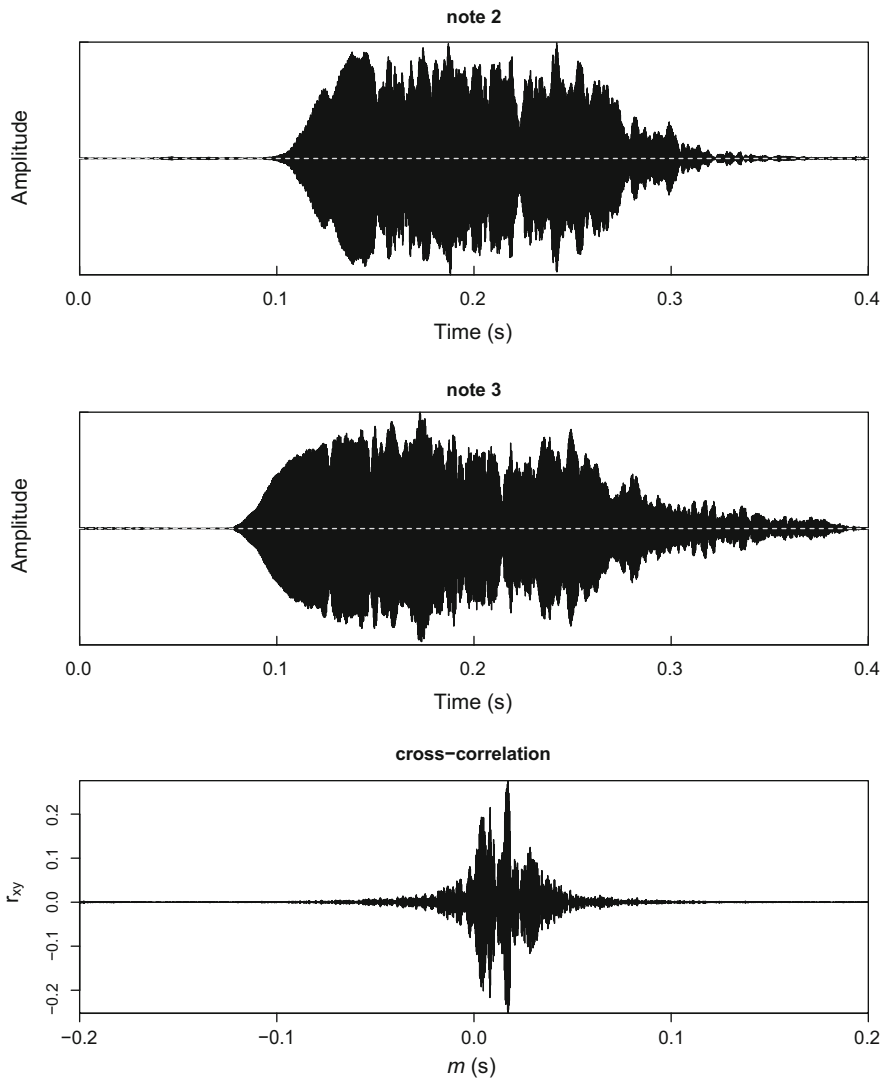 note 2
Amplitude
0.0 0.1 0.2 0.3 0.4
Time (s)
note 3
Amplitude
0.0 0.1 0.2 0.3 0.4
Time (s)
cross−correlation
r_xy
0.2
0.1
0.0
−0.1
−0.2
−0.2 −0.1 0.0 0.1 0.2
m (s)